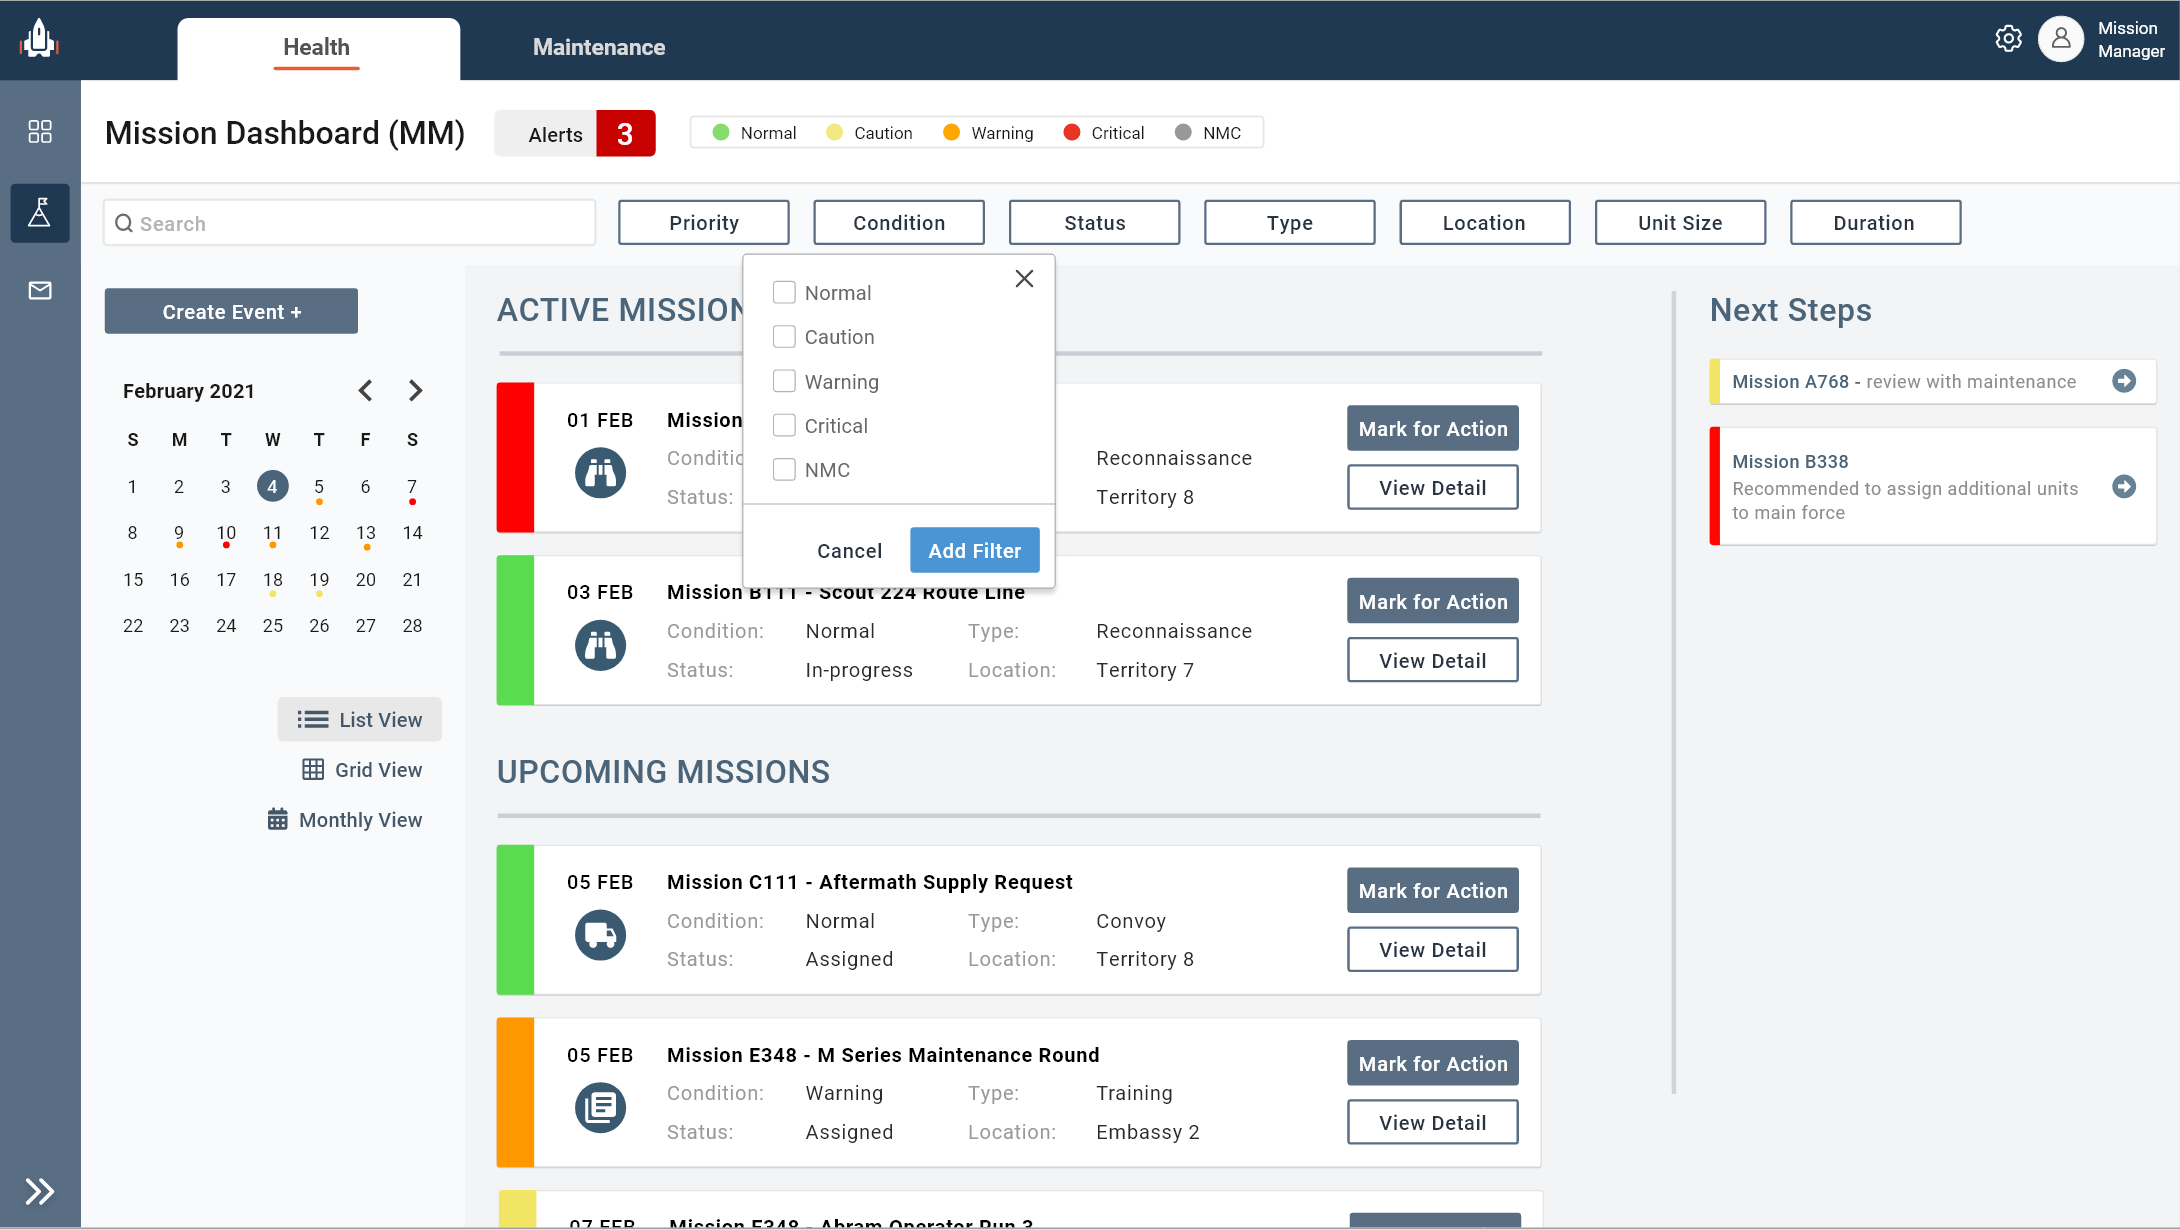 Health
Maintenance
Mission
Manager
Mission Dashboard (MM)
Alerts 3
Normal Caution Warning Critical NMC
Search
Priority Condition Status Type Location Unit Size Duration
Create Event +
February 2021
S M T W T F S
1 2 3 4 5 6 7
8 9 10 11 12 13 14
15 16 17 18 19 20 21
22 23 24 25 26 27 28
List View
Grid View
Monthly View
Normal
Caution
Warning
Critical
NMC
Cancel Add Filter
ACTIVE MISSION
01 FEB Mission
Reconnaissance
Status: Territory 8
Mark for Action
View Detail
03 FEB Mission B111 - Scout 224 Route Line
Condition: Normal Type: Reconnaissance
Status: In-progress Location: Territory 7
Mark for Action
View Detail
UPCOMING MISSIONS
05 FEB Mission C111 - Aftermath Supply Request
Condition: Normal Type: Convoy
Status: Assigned Location: Territory 8
Mark for Action
View Detail
05 FEB Mission E348 - M Series Maintenance Round
Condition: Warning Type: Training
Status: Assigned Location: Embassy 2
Mark for Action
View Detail
07 FEB Mission F348 - Abram Operator Run 3
Next Steps
Mission A768 - review with maintenance
Mission B338
Recommended to assign additional units
to main force